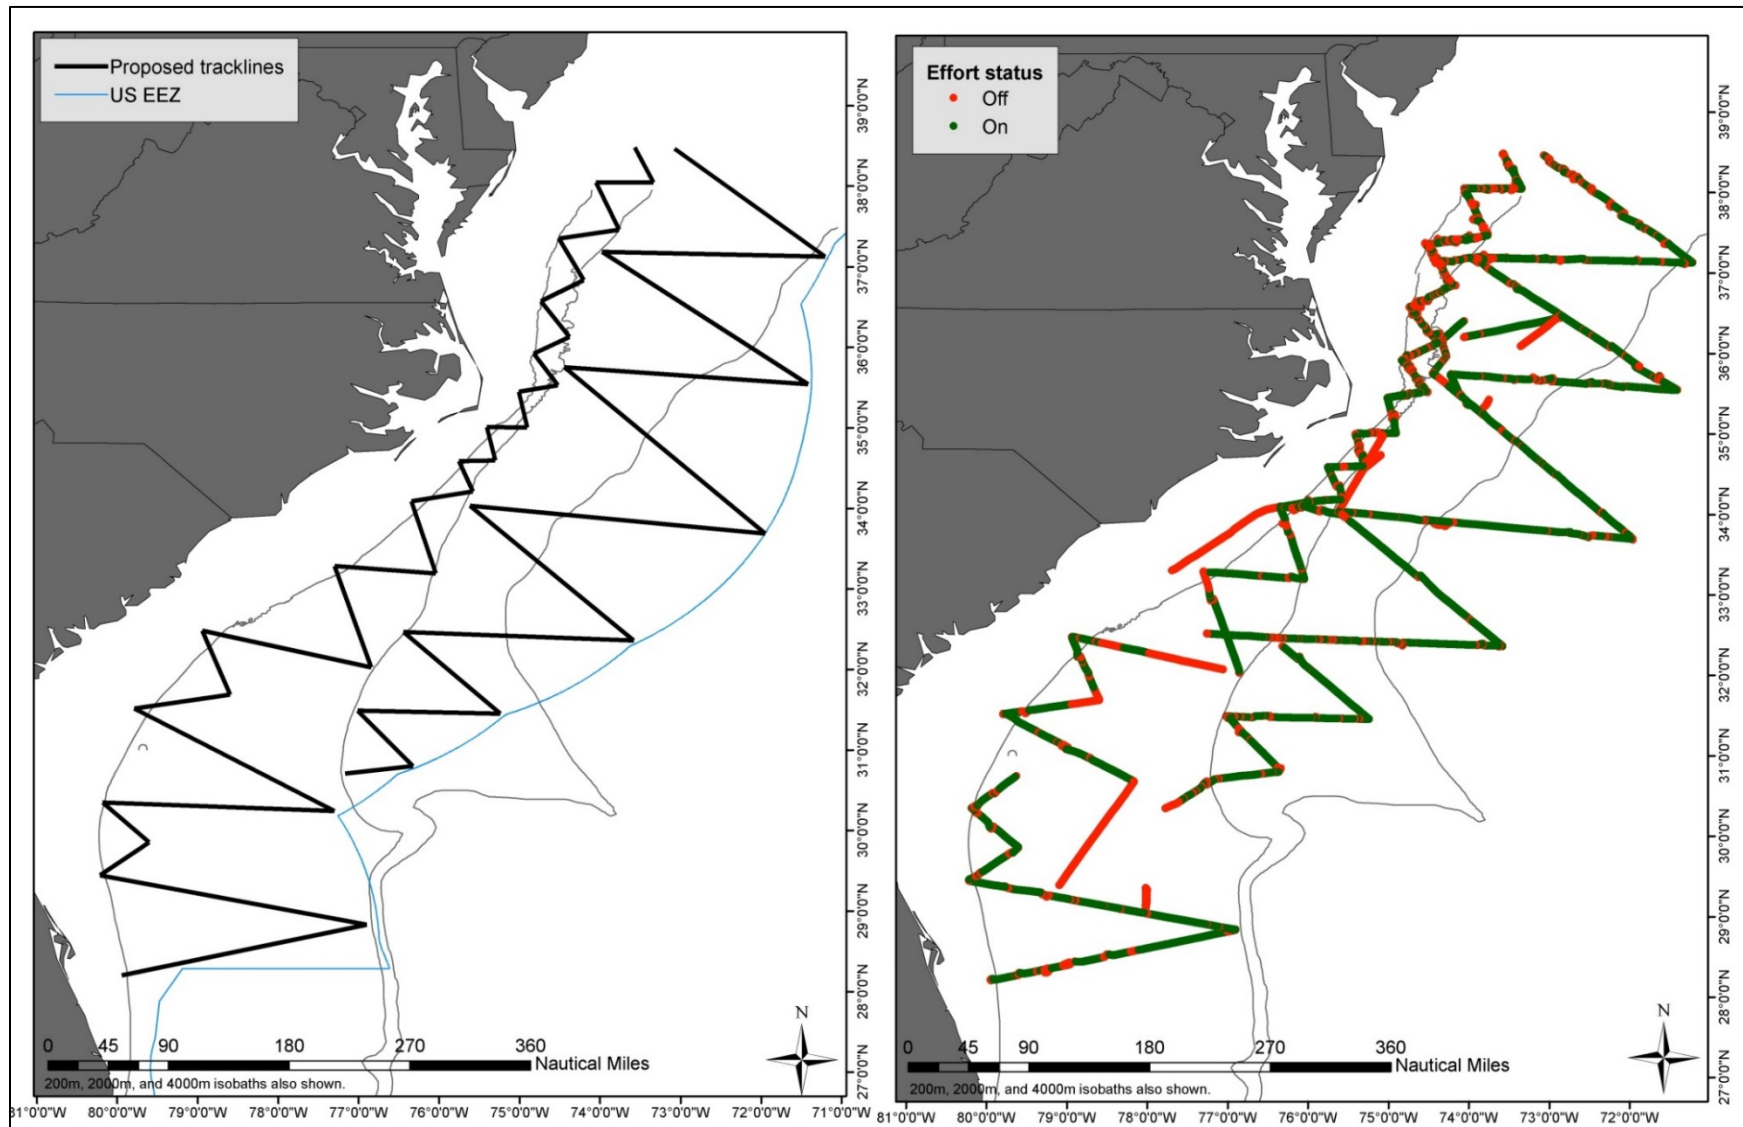 Proposed tracklines
US EEZ
39°0'0"N
38°0'0"N
37°0'0"N
36°0'0"N
35°0'0"N
34°0'0"N
33°0'0"N
32°0'0"N
31°0'0"N
30°0'0"N
29°0'0"N
28°0'0"N
27°0'0"N
N
0 45 90 180 270 360
Nautical Miles
200m, 2000m, and 4000m isobaths also shown.
81°0'0"W 80°0'0"W 79°0'0"W 78°0'0"W 77°0'0"W 76°0'0"W 75°0'0"W 74°0'0"W 73°0'0"W 72°0'0"W 71°0'0"W
Effort status
Off
On
39°0'0"N
38°0'0"N
37°0'0"N
36°0'0"N
35°0'0"N
34°0'0"N
33°0'0"N
32°0'0"N
31°0'0"N
30°0'0"N
29°0'0"N
28°0'0"N
27°0'0"N
N
0 45 90 180 270 360
Nautical Miles
200m, 2000m, and 4000m isobaths also shown.
81°0'0"W 80°0'0"W 79°0'0"W 78°0'0"W 77°0'0"W 76°0'0"W 75°0'0"W 74°0'0"W 73°0'0"W 72°0'0"W